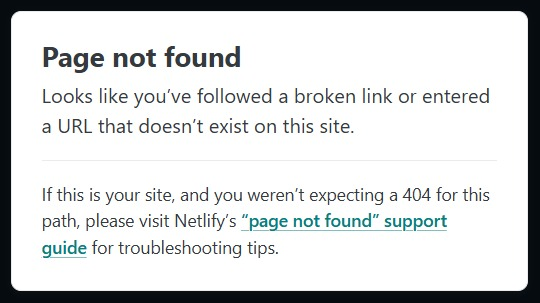 Page not found
Looks like you’ve followed a broken link or entered
a URL that doesn’t exist on this site.
If this is your site, and you weren’t expecting a 404 for this
path, please visit Netlify’s “page not found” support
guide for troubleshooting tips.